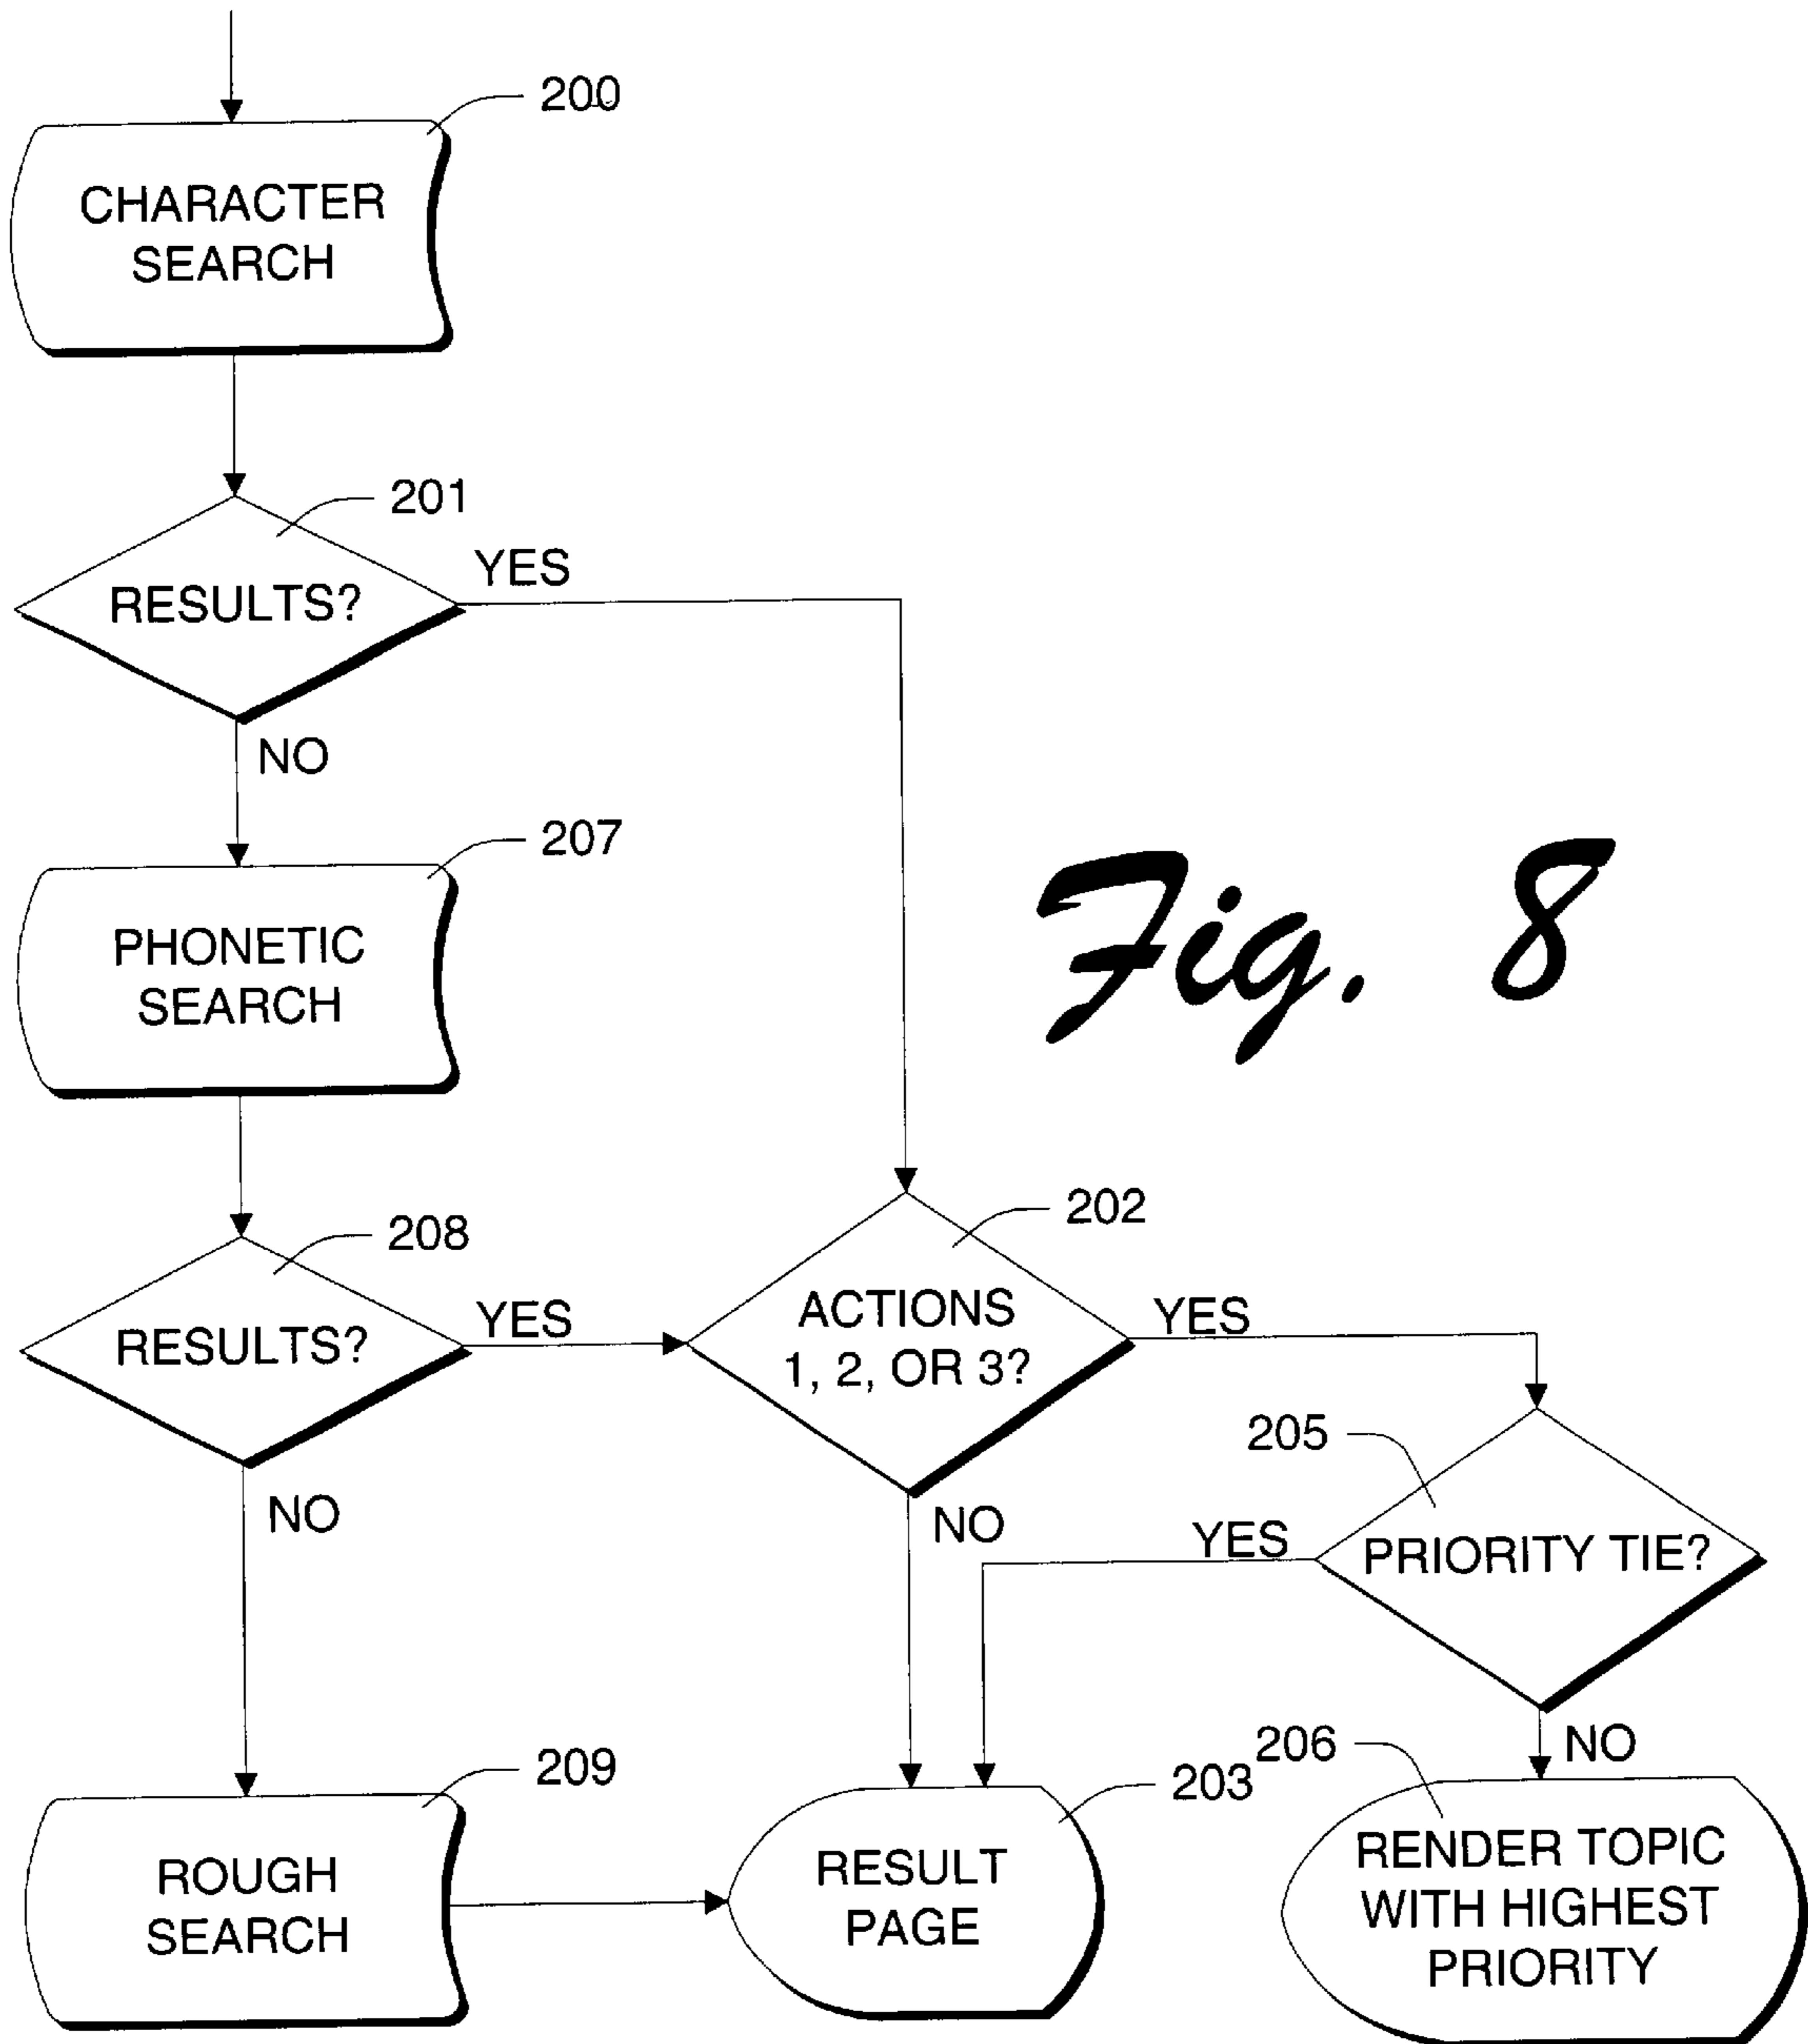 200
CHARACTER
SEARCH
201
RESULTS?
YES
NO
207
PHONETIC
SEARCH
Fig. 8
208
RESULTS?
YES
NO
202
ACTIONS
1, 2, OR 3?
YES
NO
205
PRIORITY TIE?
YES
NO
209
ROUGH
SEARCH
203
RESULT
PAGE
206
RENDER TOPIC
WITH HIGHEST
PRIORITY